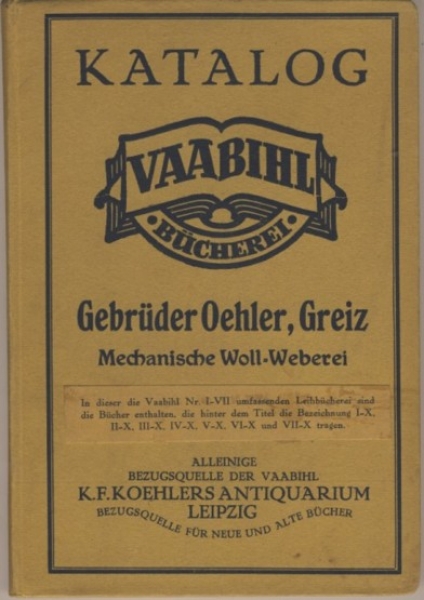 KATALOG
VAABIHL
• BÜCHEREI •
Gebrüder Oehler, Greiz
Mechanische Woll-Weberei
In dieser die Vaabihl Nr. I–VII umfassenden Leihbücherei sind
die Bücher enthalten, die hinter dem Titel die Bezeichnung I–X,
II–X, III–X, IV–X, V–X, VI–X und VII–X tragen.
ALLEINIGE
BEZUGSQUELLE DER VAABIHL
K.F.KOEHLERS ANTIQUARIUM
LEIPZIG
BEZUGSQUELLE FÜR NEUE UND ALTE BÜCHER